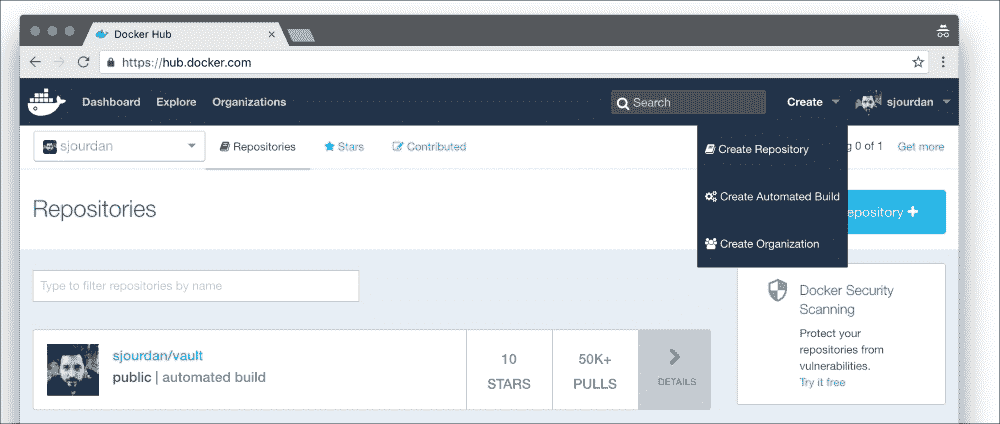 Docker Hub
https://hub.docker.com
Dashboard Explore Organizations Search Create sjourdan
sjourdan Repositories Stars Contributed g 0 of 1 Get more
Create Repository
Create Automated Build
Create Organization
Repositories
epository +
Type to filter repositories by name
Docker Security
Scanning
Protect your
repositories from
vulnerabilities.
Try it free
sjourdan/vault
public | automated build
10
STARS
50K+
PULLS
DETAILS